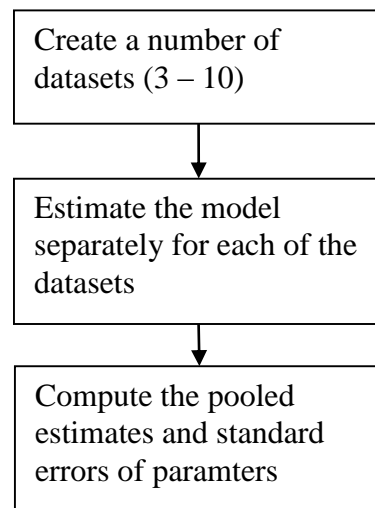 Create a number of
datasets (3 – 10)
Estimate the model
separately for each of the
datasets
Compute the pooled
estimates and standard
errors of paramters